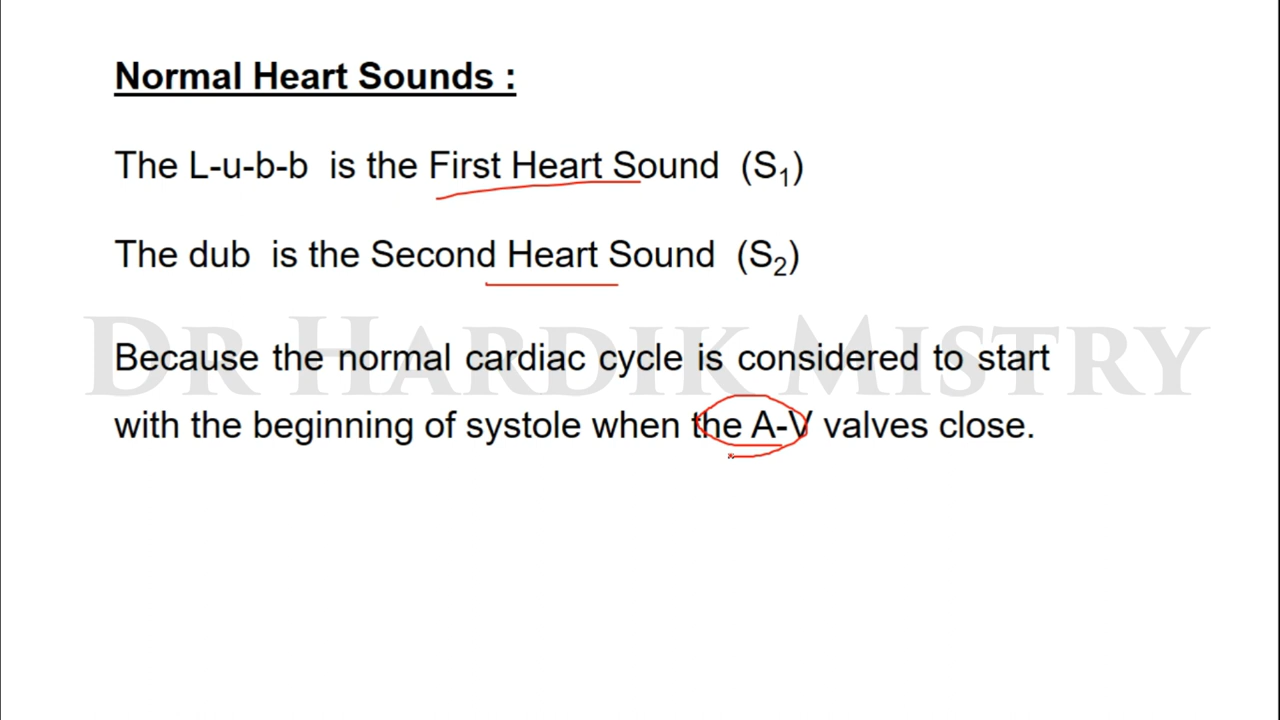 Normal Heart Sounds :
The L-u-b-b is the First Heart Sound (S₁)
The dub is the Second Heart Sound (S₂)
DR HARDIK MISTRY
Because the normal cardiac cycle is considered to start
with the beginning of systole when the A-V valves close.